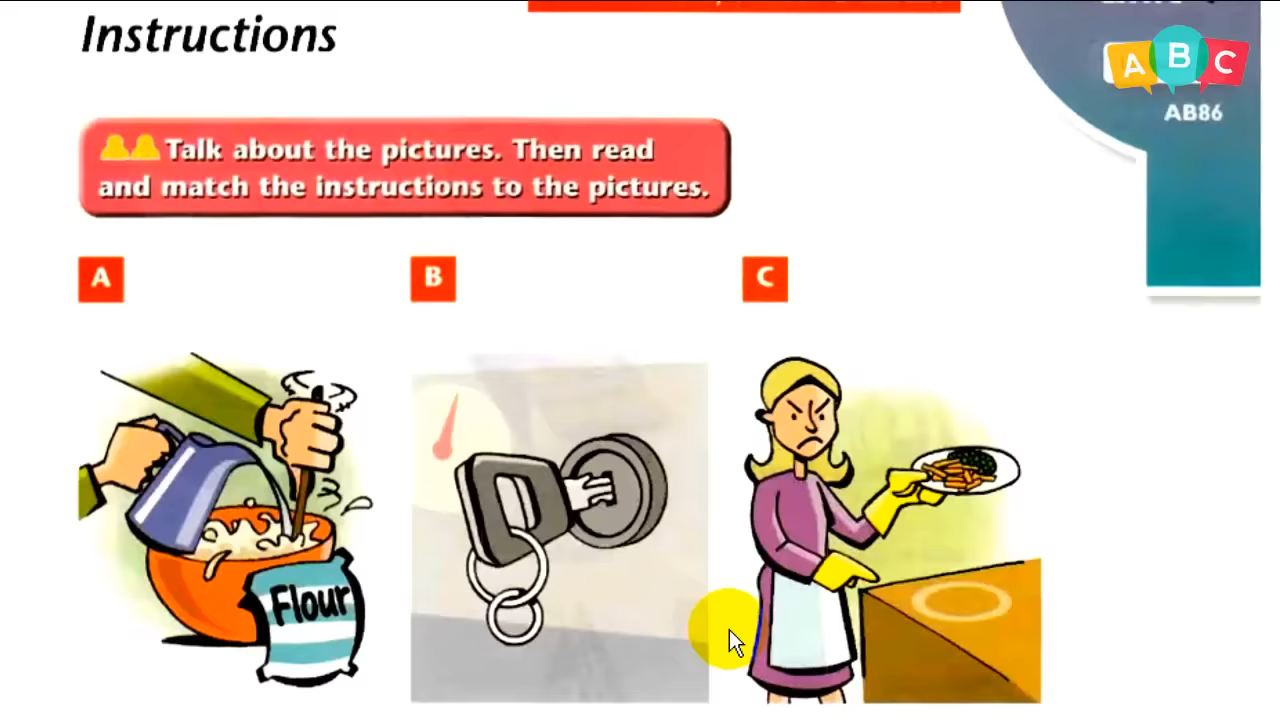 Instructions
A B C
AB86
Talk about the pictures. Then read
and match the instructions to the pictures.
A
B
C
Flour